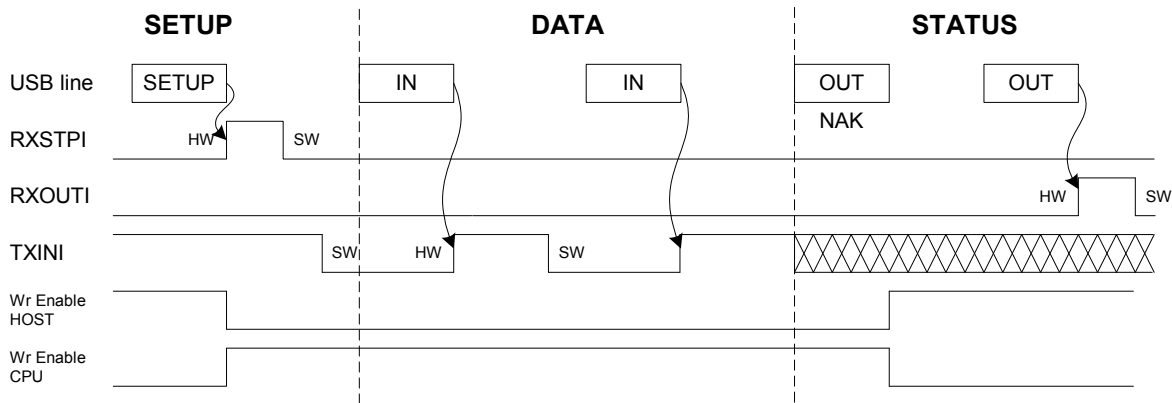 SETUP DATA STATUS
USB line SETUP IN IN OUT OUT
NAK
RXSTPI HW SW
RXOUTI HW SW
TXINI SW HW SW
Wr Enable
HOST
Wr Enable
CPU